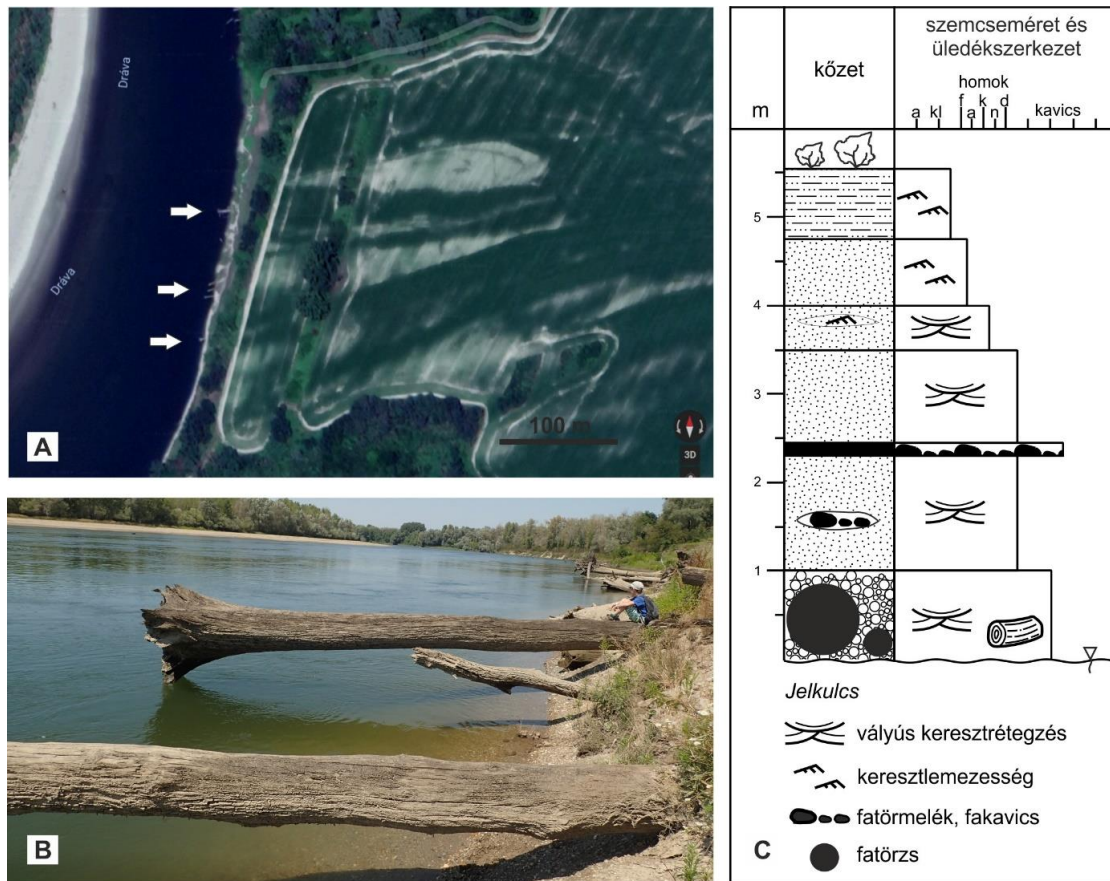 Dráva
Dráva
A
100 m
3D
B
szemcseméret és
üledékszerkezet
kőzet
m
homok
f k d
a kl a n kavics
5
4
3
2
1
Jelkulcs
vályús keresztrétegzés
keresztlemezesség
fatörmelék, fakavics
fatörzs
C